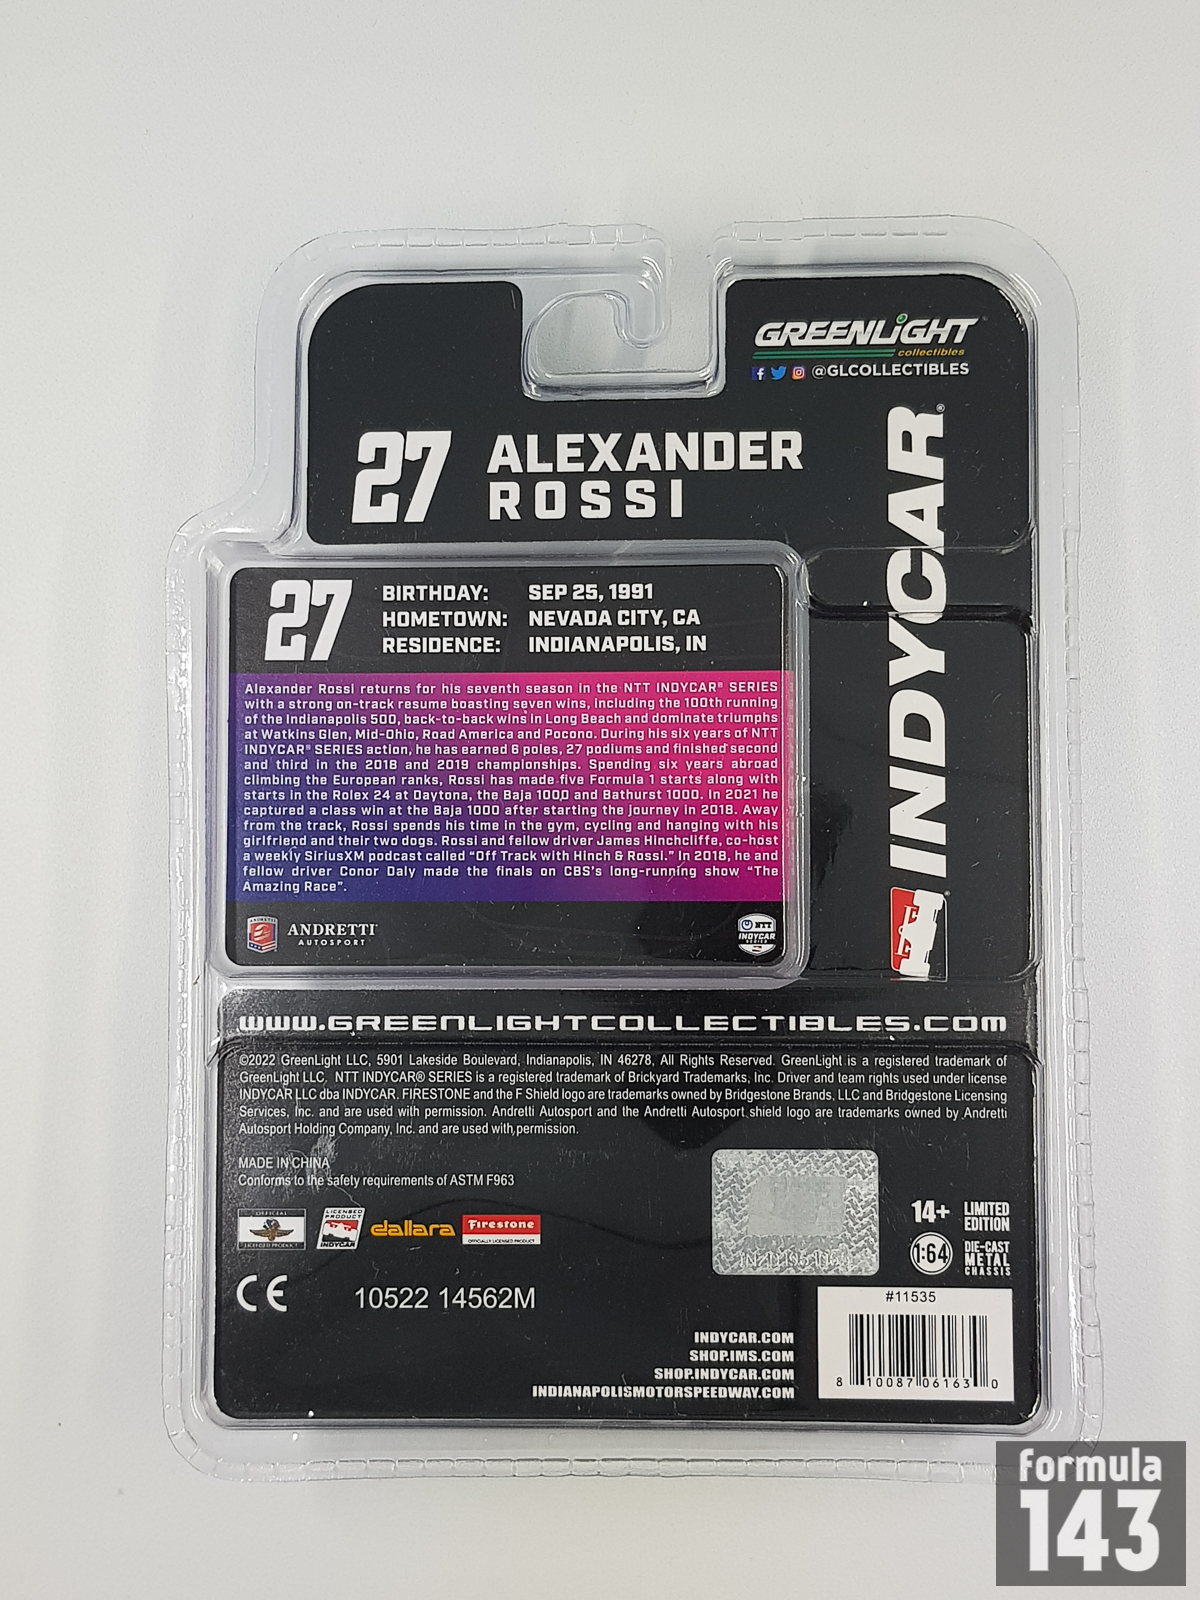 GREENLiGHT
collectibles
@GLCOLLECTIBLES
27
ALEXANDER
ROSSI
INDYCAR®
27
BIRTHDAY: SEP 25, 1991
HOMETOWN: NEVADA CITY, CA
RESIDENCE: INDIANAPOLIS, IN
Alexander Rossi returns for his seventh season in the NTT INDYCAR® SERIES
with a strong on-track resume boasting seven wins, including the 100th running
of the Indianapolis 500, back-to-back wins in Long Beach and dominate triumphs
at Watkins Glen, Mid-Ohio, Road America and Pocono. During his six years of NTT
INDYCAR® SERIES action, he has earned 6 poles, 27 podiums and finished second
and third in the 2018 and 2019 championships. Spending six years abroad
climbing the European ranks, Rossi has made five Formula 1 starts along with
starts in the Rolex 24 at Daytona, the Baja 1000 and Bathurst 1000. In 2021 he
captured a class win at the Baja 1000 after starting the journey in 2018. Away
from the track, Rossi spends his time in the gym, cycling and hanging with his
girlfriend and their two dogs. Rossi and fellow driver James Hinchcliffe, co-host
a weekly SiriusXM podcast called "Off Track with Hinch & Rossi." In 2018, he and
fellow driver Conor Daly made the finals on CBS's long-running show "The
Amazing Race".
ANDRETTI
AUTOSPORT
NTT
INDYCAR
SERIES
www.GREENLIGHTCOLLECTIBLES.COM
©2022 GreenLight LLC, 5901 Lakeside Boulevard, Indianapolis, IN 46278, All Rights Reserved. GreenLight is a registered trademark of
GreenLight LLC. NTT INDYCAR® SERIES is a registered trademark of Brickyard Trademarks, Inc. Driver and team rights used under license
INDYCAR LLC dba INDYCAR. FIRESTONE and the F Shield logo are trademarks owned by Bridgestone Brands, LLC and Bridgestone Licensing
Services, Inc. and are used with permission. Andretti Autosport and the Andretti Autosport shield logo are trademarks owned by Andretti
Autosport Holding Company, Inc. and are used with permission.
MADE IN CHINA
Conforms to the safety requirements of ASTM F963
OFFICIAL
LICENSED PRODUCT
LICENSED
PRODUCT
INDYCAR
dallara
Firestone
OFFICIALLY LICENSED PRODUCT
14+ LIMITED
EDITION
1:64 DIE-CAST
METAL
CHASSIS
CE
10522 14562M
#11535
8 10087 06163 0
INDYCAR.COM
SHOP.IMS.COM
SHOP.INDYCAR.COM
INDIANAPOLISMOTORSPEEDWAY.COM
formula
143